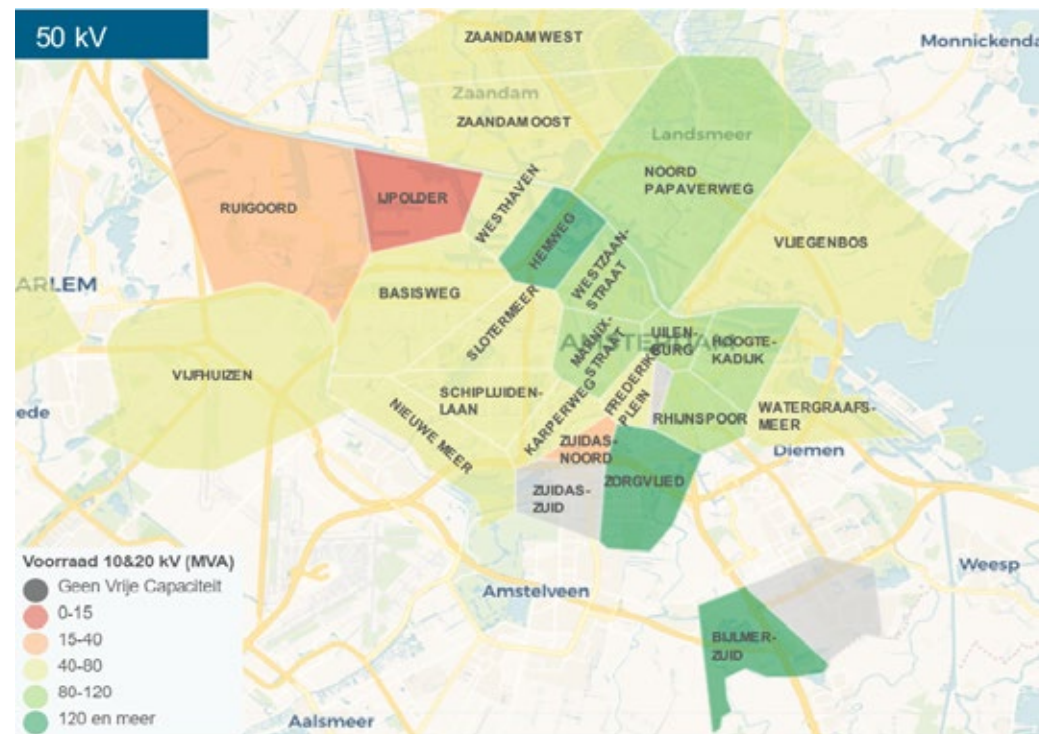 50 kV
ZAANDAM WEST
Monnickenda
Zaandam
ZAANDAM OOST
Landsmeer
NOORD
PAPAVERWEG
WESTHAVEN
IJPOLDER
RUIGOORD
HEMWEG
VLIEGENBOS
WESTZAAN-
STRAAT
ARLEM
BASISWEG
SLOTERMEER
AMSTERDAM
MARNIX-
STRAAT
UILEN-
BURG
HOOGTE-
KADIJK
VIJFHUIZEN
SCHIPLUIDEN-
LAAN
NIEUWE MEER
KARPERWEG
FREDERIKS
PLEIN
RHIJNSPOOR
WATERGRAAFS-
MEER
ede
Diemen
ZUIDAS-
NOORD
ZORGVLIED
ZUIDAS-
ZUID
Weesp
Amstelveen
BIJLMER-
ZUID
Aalsmeer
Voorraad 10&20 kV (MVA)
Geen Vrije Capaciteit
0-15
15-40
40-80
80-120
120 en meer